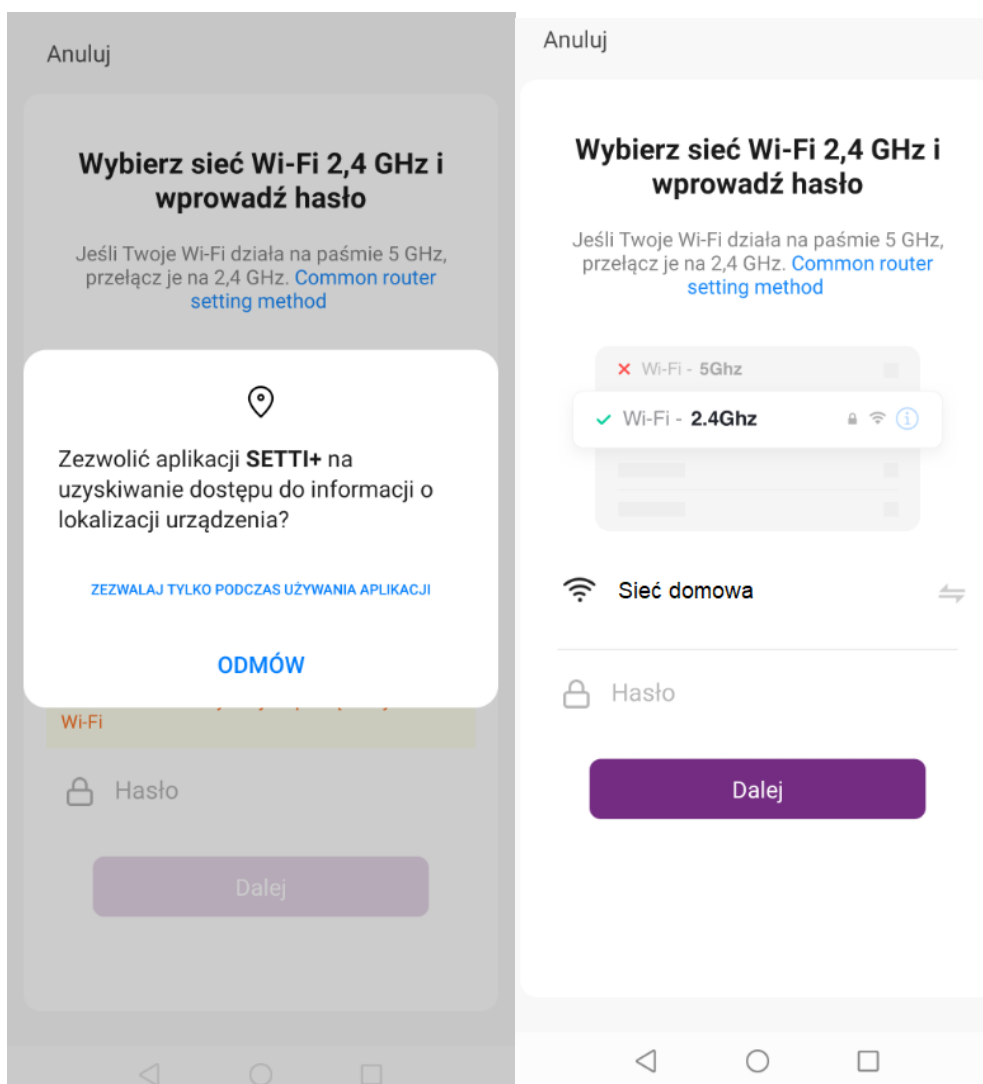 Anuluj
Wybierz sieć Wi-Fi 2,4 GHz i
wprowadź hasło
Jeśli Twoje Wi-Fi działa na paśmie 5 GHz,
przełącz je na 2,4 GHz. Common router
setting method
Zezwolić aplikacji SETTI+ na
uzyskiwanie dostępu do informacji o
lokalizacji urządzenia?
ZEZWALAJ TYLKO PODCZAS UŻYWANIA APLIKACJI
ODMÓW
Wi-Fi
Hasło
Dalej
Anuluj
Wybierz sieć Wi-Fi 2,4 GHz i
wprowadź hasło
Jeśli Twoje Wi-Fi działa na paśmie 5 GHz,
przełącz je na 2,4 GHz. Common router
setting method
Wi-Fi - 5Ghz
Wi-Fi - 2.4Ghz
Sieć domowa
Hasło
Dalej